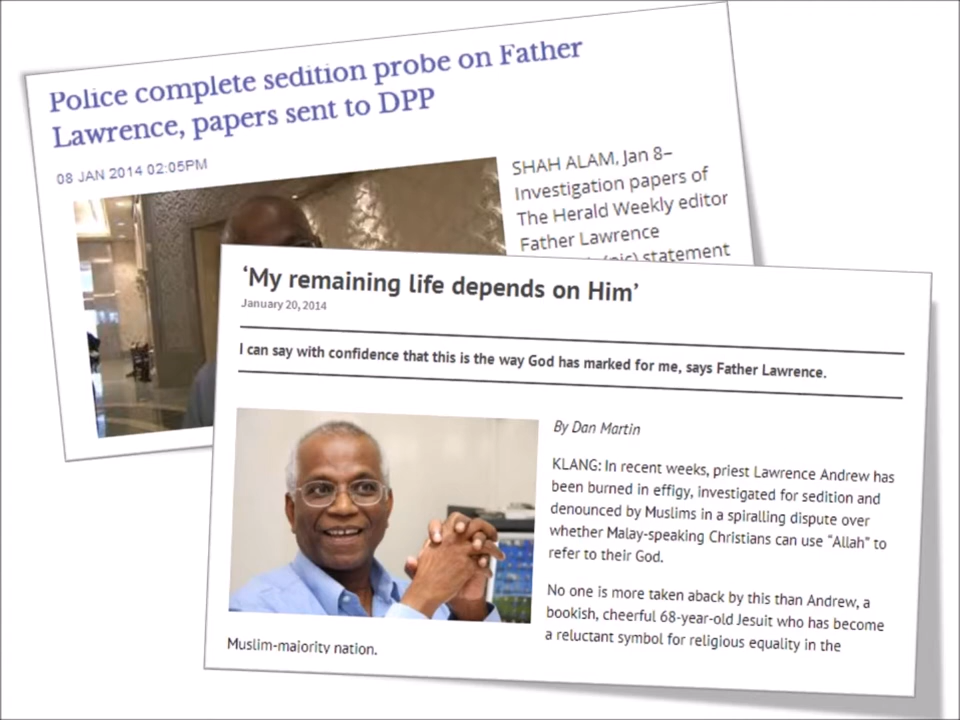 Police complete sedition probe on Father
Lawrence, papers sent to DPP
08 JAN 2014 02:05PM
SHAH ALAM, Jan 8–
Investigation papers of
The Herald Weekly editor
Father Lawrence
(pic) statement
‘My remaining life depends on Him’
January 20, 2014
I can say with confidence that this is the way God has marked for me, says Father Lawrence.
By Dan Martin
KLANG: In recent weeks, priest Lawrence Andrew has
been burned in effigy, investigated for sedition and
denounced by Muslims in a spiralling dispute over
whether Malay-speaking Christians can use “Allah” to
refer to their God.
No one is more taken aback by this than Andrew, a
bookish, cheerful 68-year-old Jesuit who has become
a reluctant symbol for religious equality in the
Muslim-majority nation.